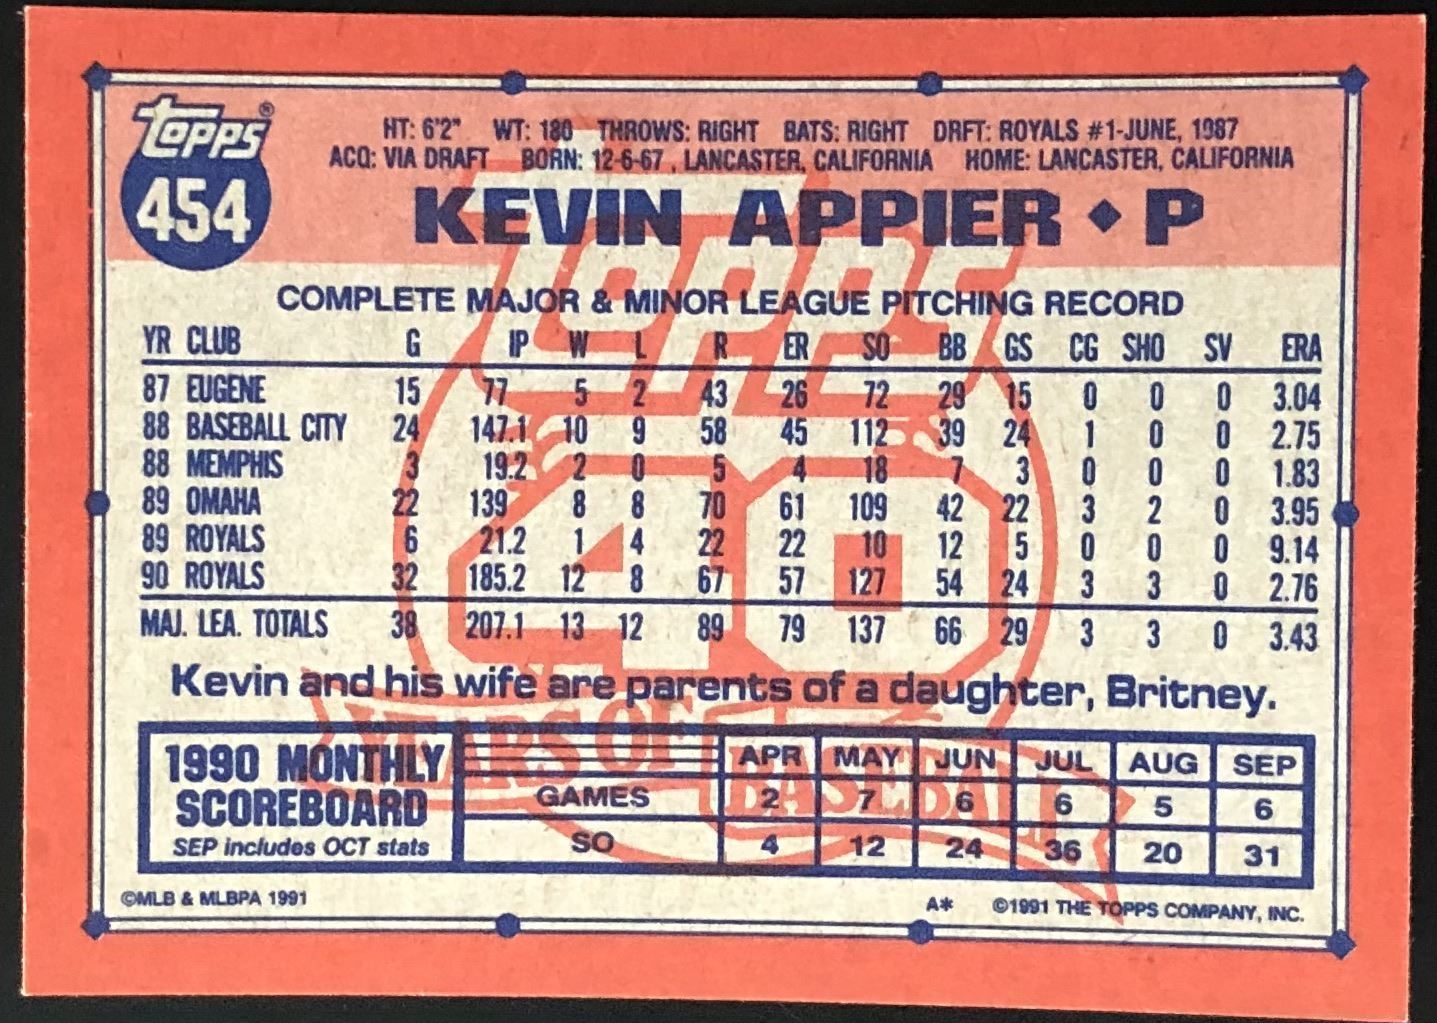 TOPPS®
454
HT: 6'2" WT: 180 THROWS: RIGHT BATS: RIGHT DRFT: ROYALS #1-JUNE, 1987
ACQ: VIA DRAFT BORN: 12-6-67, LANCASTER, CALIFORNIA HOME: LANCASTER, CALIFORNIA
KEVIN APPIER ◆ P
TOPPS
40
YEARS OF BASEBALL
COMPLETE MAJOR & MINOR LEAGUE PITCHING RECORD
YR CLUB G IP W L R ER SO BB GS CG SHO SV ERA
87 EUGENE 15 77 5 2 43 26 72 29 15 0 0 0 3.04
88 BASEBALL CITY 24 147.1 10 9 58 45 112 39 24 1 0 0 2.75
88 MEMPHIS 3 19.2 2 0 5 4 18 7 3 0 0 0 1.83
89 OMAHA 22 139 8 8 70 61 109 42 22 3 2 0 3.95
89 ROYALS 6 21.2 1 4 22 22 10 12 5 0 0 0 9.14
90 ROYALS 32 185.2 12 8 67 57 127 54 24 3 3 0 2.76
MAJ. LEA. TOTALS 38 207.1 13 12 89 79 137 66 29 3 3 0 3.43
Kevin and his wife are parents of a daughter, Britney.
1990 MONTHLY
SCOREBOARD
SEP includes OCT stats
APR MAY JUN JUL AUG SEP
GAMES 2 7 6 6 5 6
SO 4 12 24 36 20 31
©MLB & MLBPA 1991
A* ©1991 THE TOPPS COMPANY, INC.